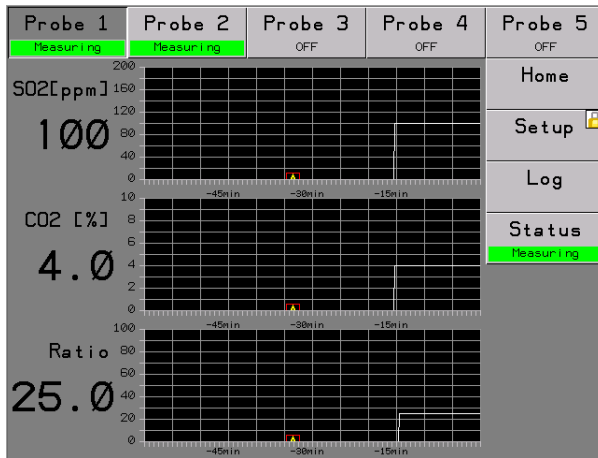 Probe 1 Probe 2 Probe 3 Probe 4 Probe 5
Measuring Measuring OFF OFF OFF
Home
Setup
Log
Status
Measuring
SO2[ppm]
100
200
160
120
80
40
0
-45min -30min -15min
CO2 [%]
4.0
10
8
6
4
2
0
-45min -30min -15min
Ratio
25.0
100
80
60
40
20
0
-45min -30min -15min